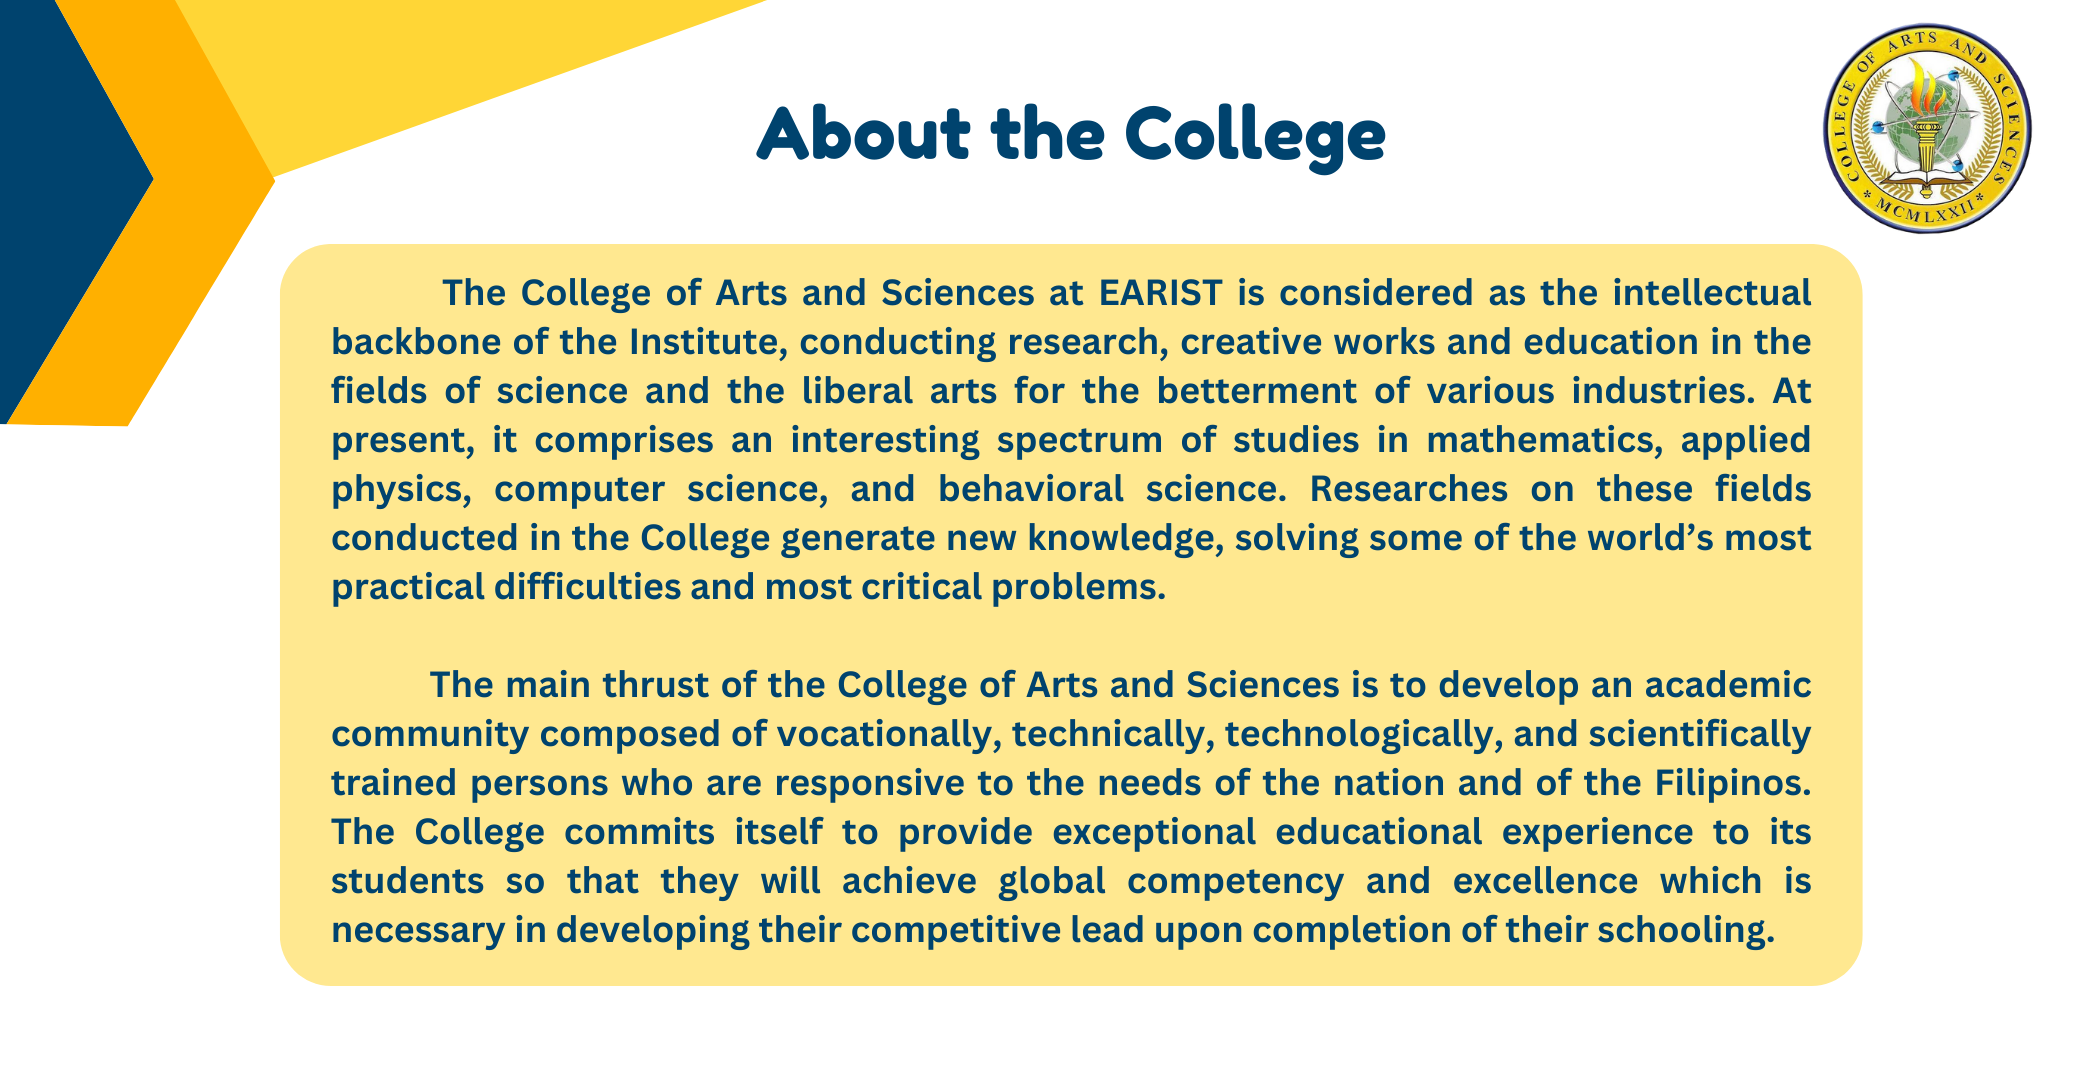 About the College
COLLEGE OF ARTS AND SCIENCES
* MCMLXXII *
The College of Arts and Sciences at EARIST is considered as the intellectual
backbone of the Institute, conducting research, creative works and education in the
fields of science and the liberal arts for the betterment of various industries. At
present, it comprises an interesting spectrum of studies in mathematics, applied
physics, computer science, and behavioral science. Researches on these fields
conducted in the College generate new knowledge, solving some of the world’s most
practical difficulties and most critical problems.
The main thrust of the College of Arts and Sciences is to develop an academic
community composed of vocationally, technically, technologically, and scientifically
trained persons who are responsive to the needs of the nation and of the Filipinos.
The College commits itself to provide exceptional educational experience to its
students so that they will achieve global competency and excellence which is
necessary in developing their competitive lead upon completion of their schooling.